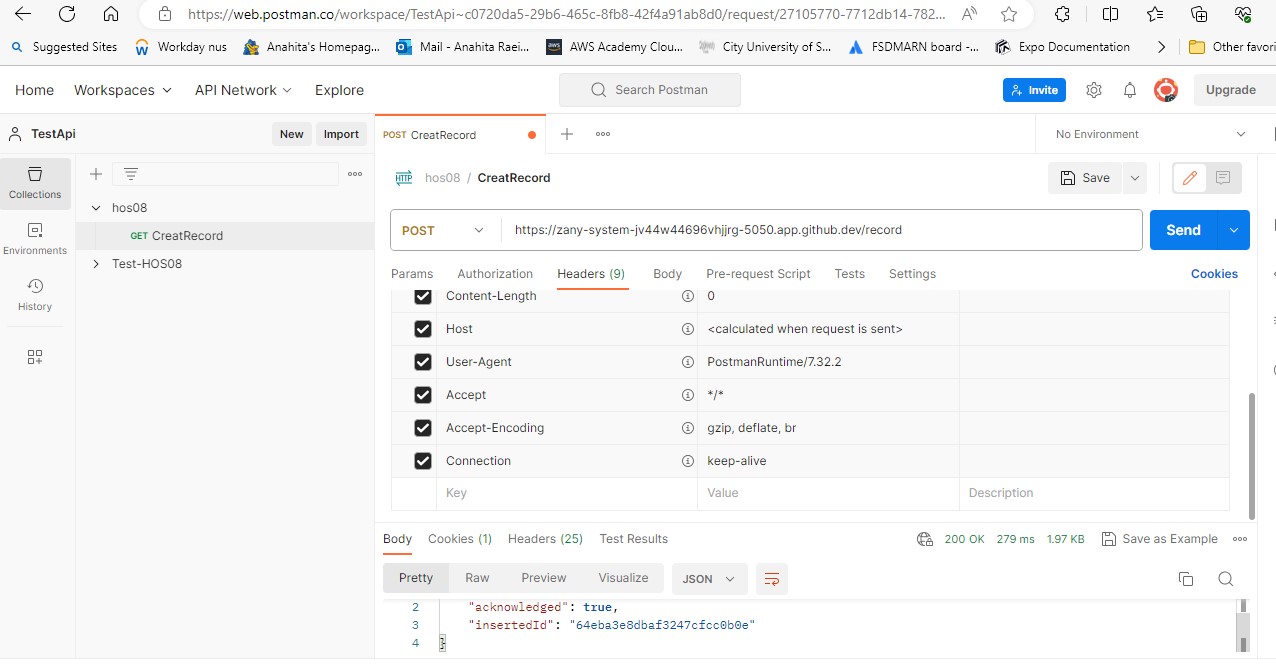 https://web.postman.co/workspace/TestApi~c0720da5-29b6-465c-8fb8-42f4a91ab8d0/request/27105770-7712db14-782...
Suggested Sites Workday nus Anahita's Homepag... Mail - Anahita Raei... AWS Academy Clou... City University of S... FSDMARN board -... Expo Documentation Other favori
Home Workspaces API Network Explore Search Postman Invite Upgrade
TestApi New Import POST CreatRecord No Environment
Collections
hos08 / CreatRecord Save
hos08
GET CreatRecord
Test-HOS08
Environments
History
POST https://zany-system-jv44w44696vhjjrg-5050.app.github.dev/record Send
Params Authorization Headers (9) Body Pre-request Script Tests Settings Cookies
Content-Length 0
Host <calculated when request is sent>
User-Agent PostmanRuntime/7.32.2
Accept */*
Accept-Encoding gzip, deflate, br
Connection keep-alive
Key Value Description
Body Cookies (1) Headers (25) Test Results 200 OK 279 ms 1.97 KB Save as Example
Pretty Raw Preview Visualize JSON
2 "acknowledged": true,
3 "insertedId": "64eba3e8dbaf3247cfcc0b0e"
4 }